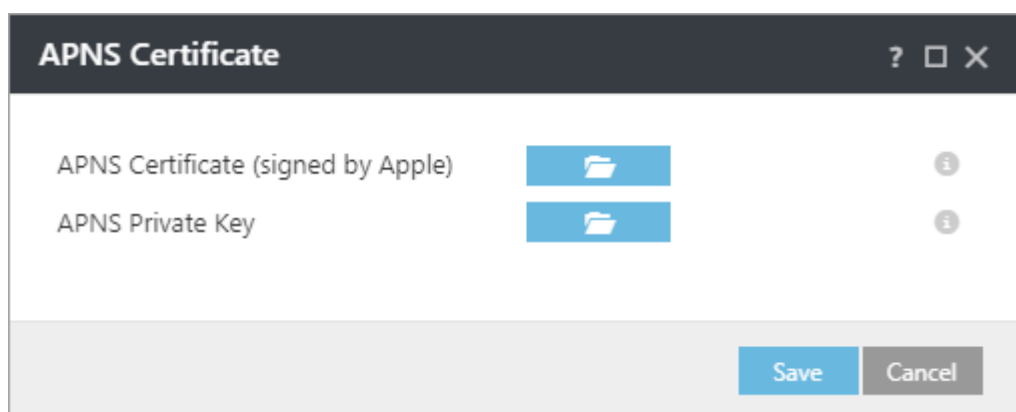 APNS Certificate ?
APNS Certificate (signed by Apple)
APNS Private Key
Save Cancel